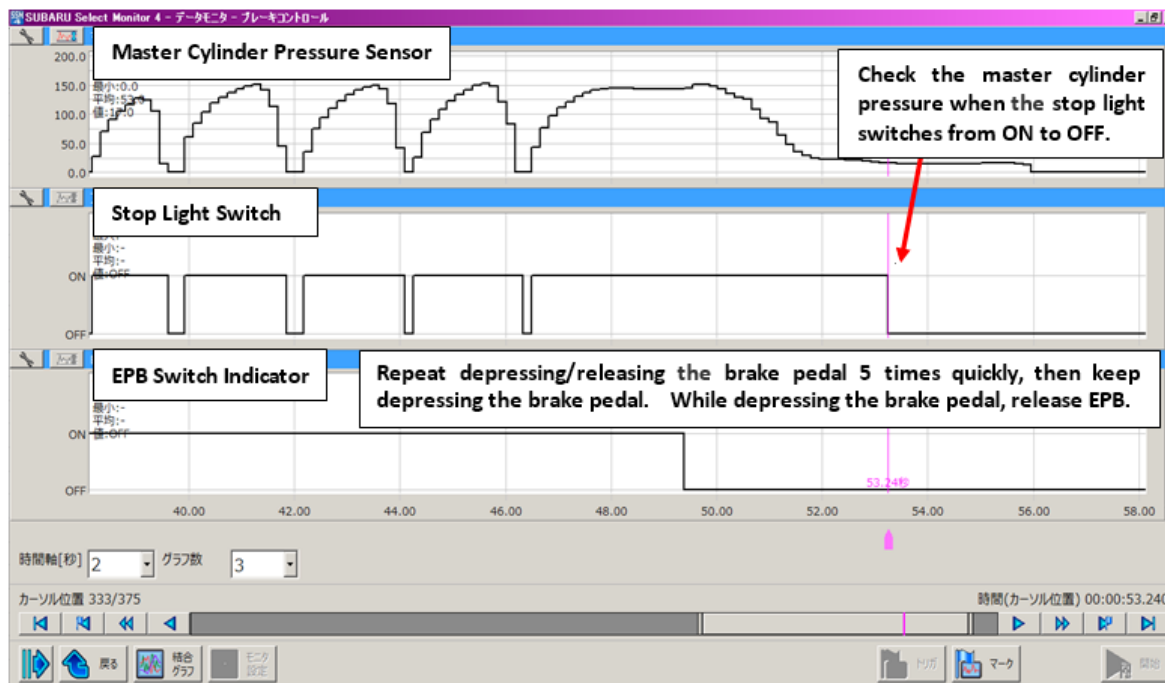 SUBARU Select Monitor 4 - データモニタ - ブレーキコントロール
Master Cylinder Pressure Sensor
200.0
150.0
100.0
50.0
0.0
最小:0.0
Check the master cylinder
pressure when the stop light
switches from ON to OFF.
Stop Light Switch
最小:-
平均:-
値:OFF
ON
OFF
EPB Switch Indicator
Repeat depressing/releasing the brake pedal 5 times quickly, then keep
depressing the brake pedal. While depressing the brake pedal, release EPB.
最小:-
平均:-
値:OFF
ON
OFF
53.24秒
40.00 42.00 44.00 46.00 48.00 50.00 52.00 54.00 56.00 58.00
時間軸[秒] 2 グラフ数 3
カーソル位置 333/375 時間(カーソル位置) 00:00:53.240
戻る 結合グラフ モニタ設定 トリガ マーク 開始